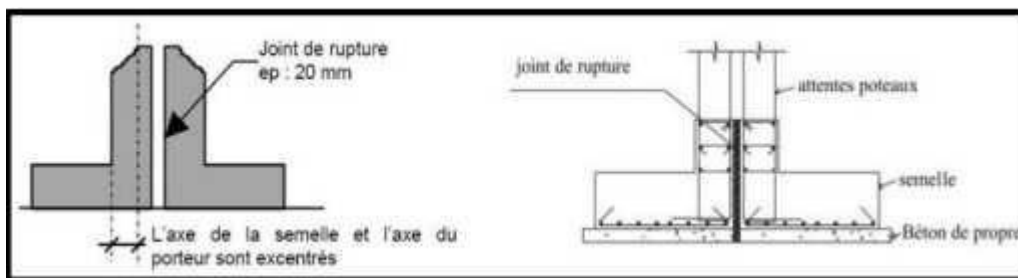 Joint de rupture
ep : 20 mm
L'axe de la semelle et l'axe du
porteur sont excentrés
joint de rupture
attentes poteaux
semelle
Béton de propre